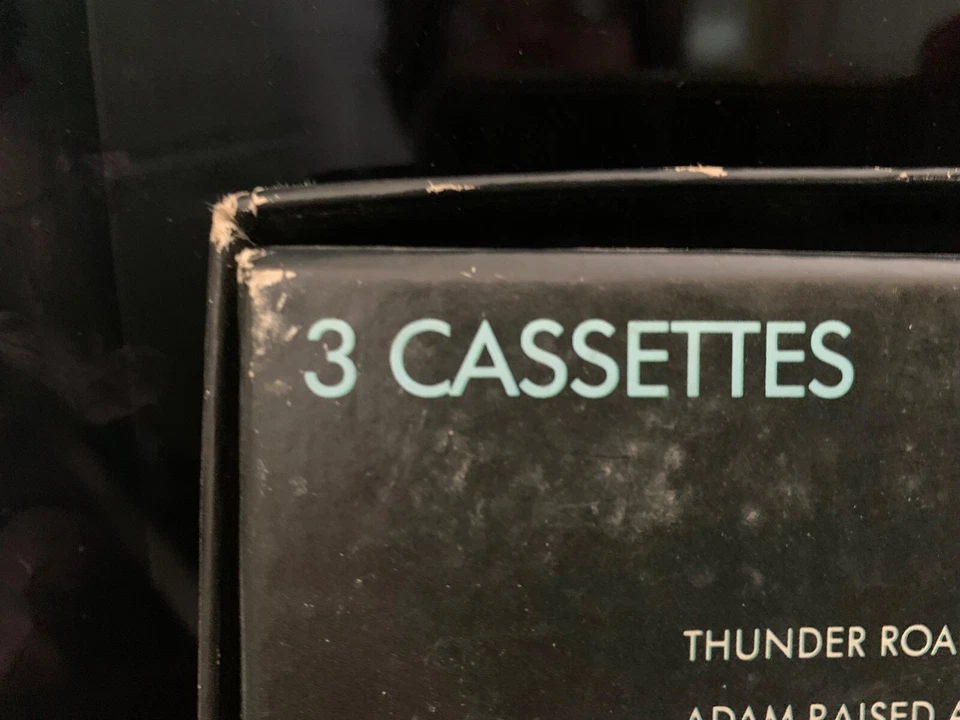 3 CASSETTES
THUNDER ROA
ADAM RAISED A